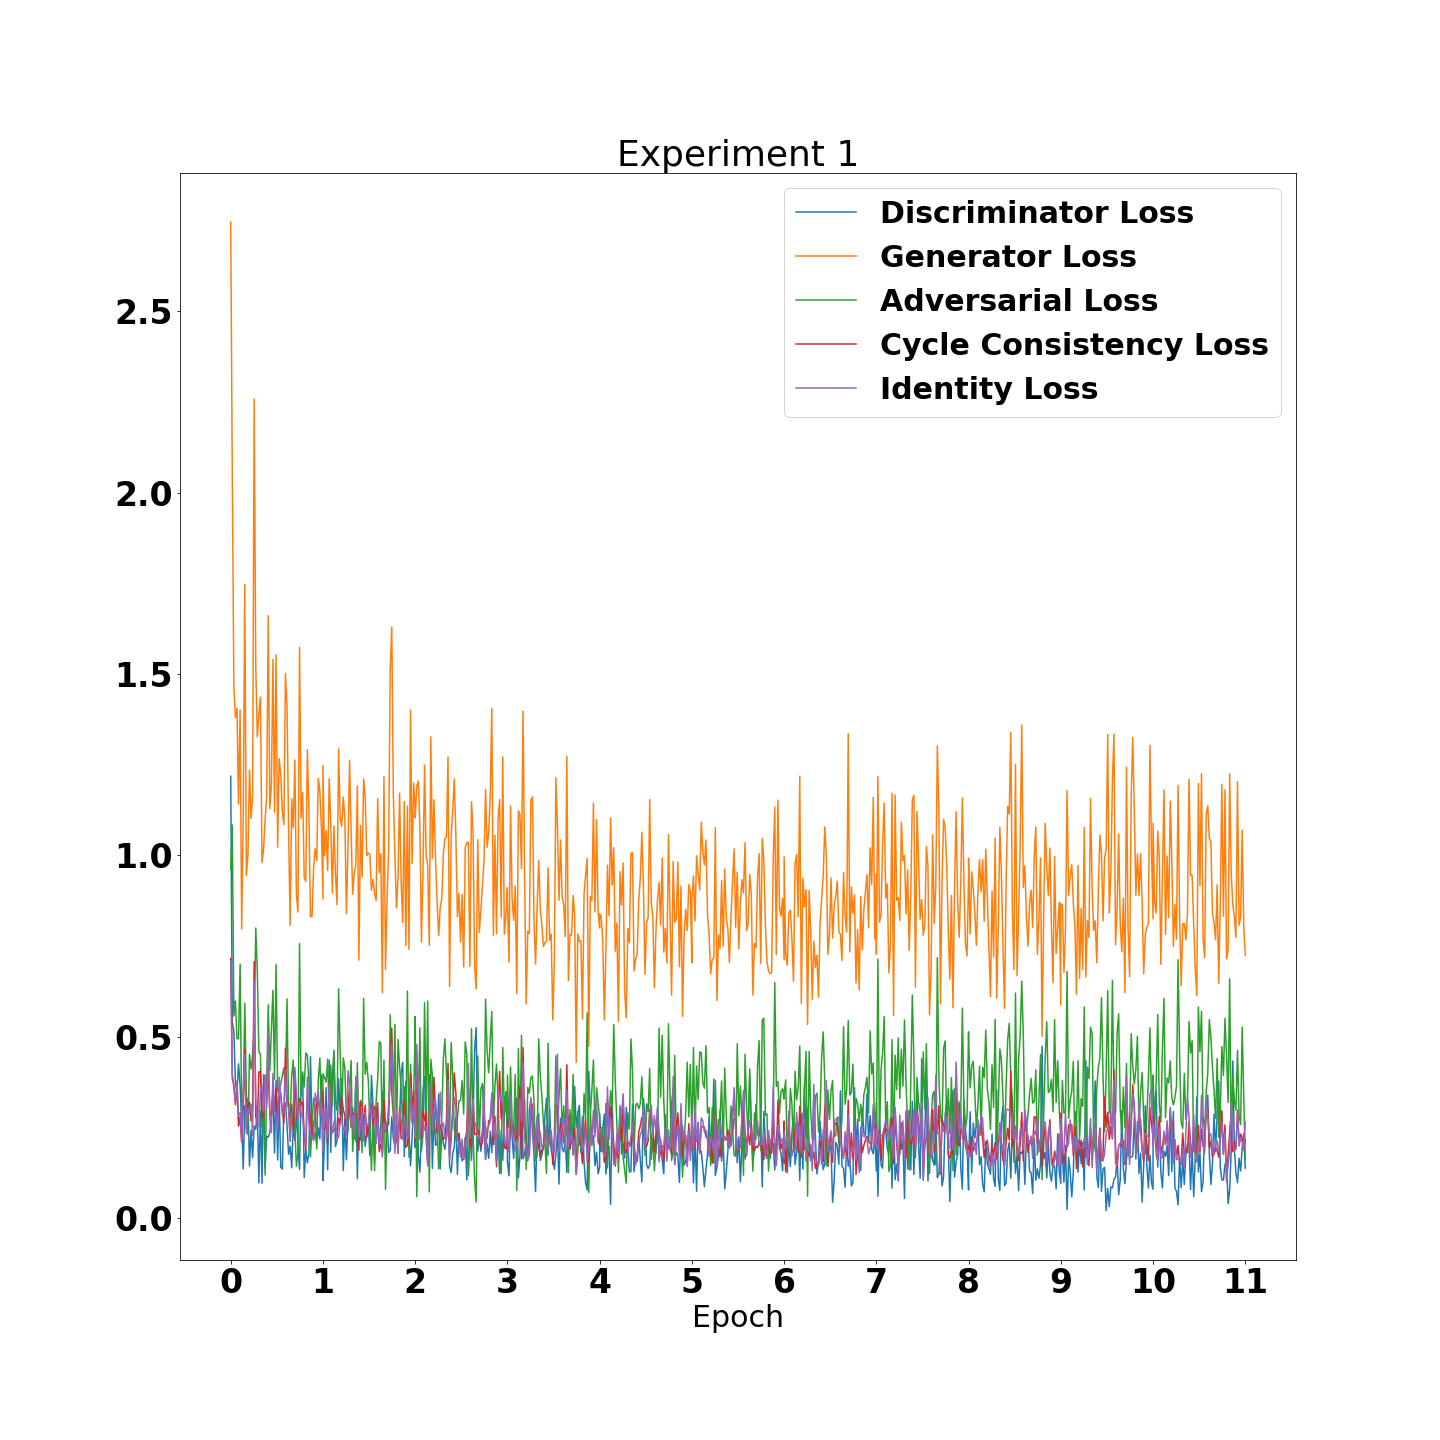 Experiment 1
Discriminator Loss
Generator Loss
Adversarial Loss
Cycle Consistency Loss
Identity Loss
2.5
2.0
1.5
1.0
0.5
0.0
0 1 2 3 4 5 6 7 8 9 10 11
Epoch